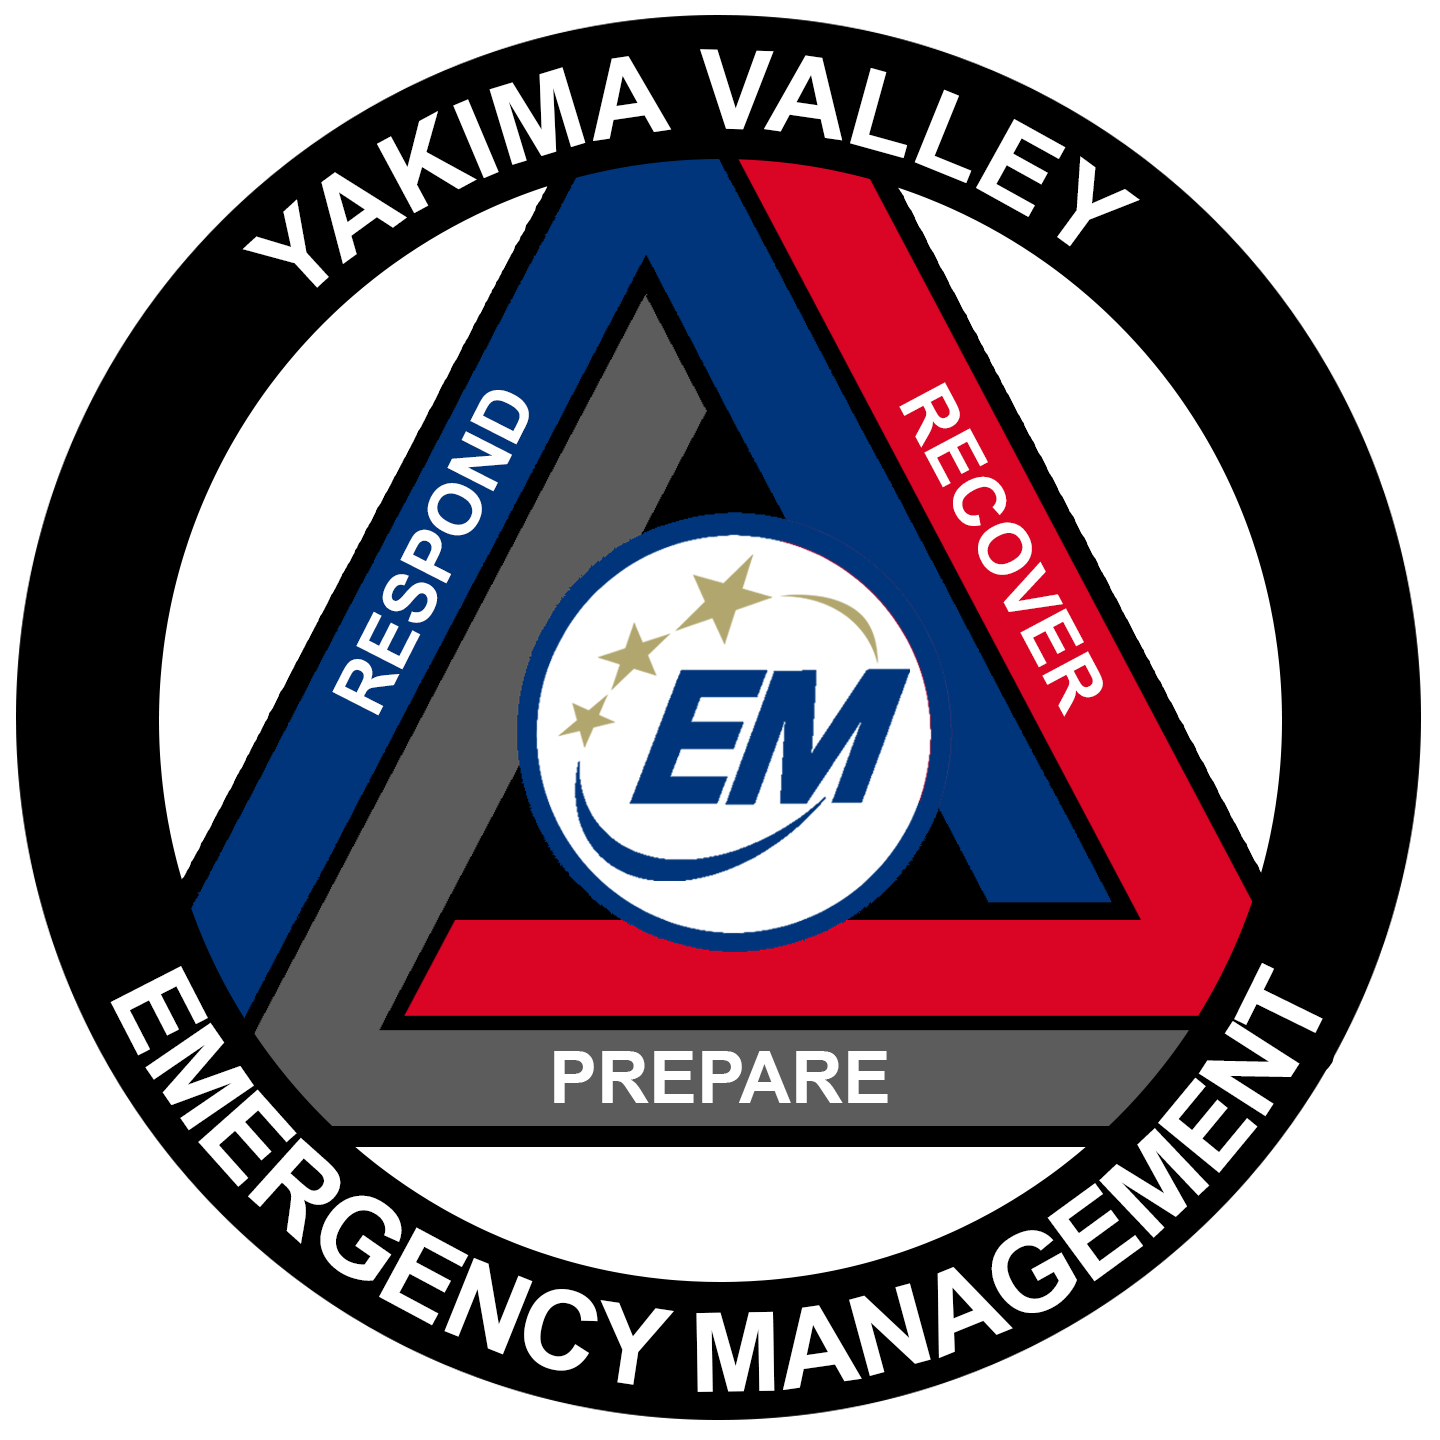 YAKIMA VALLEY
RESPOND
RECOVER
EM
PREPARE
EMERGENCY MANAGEMENT